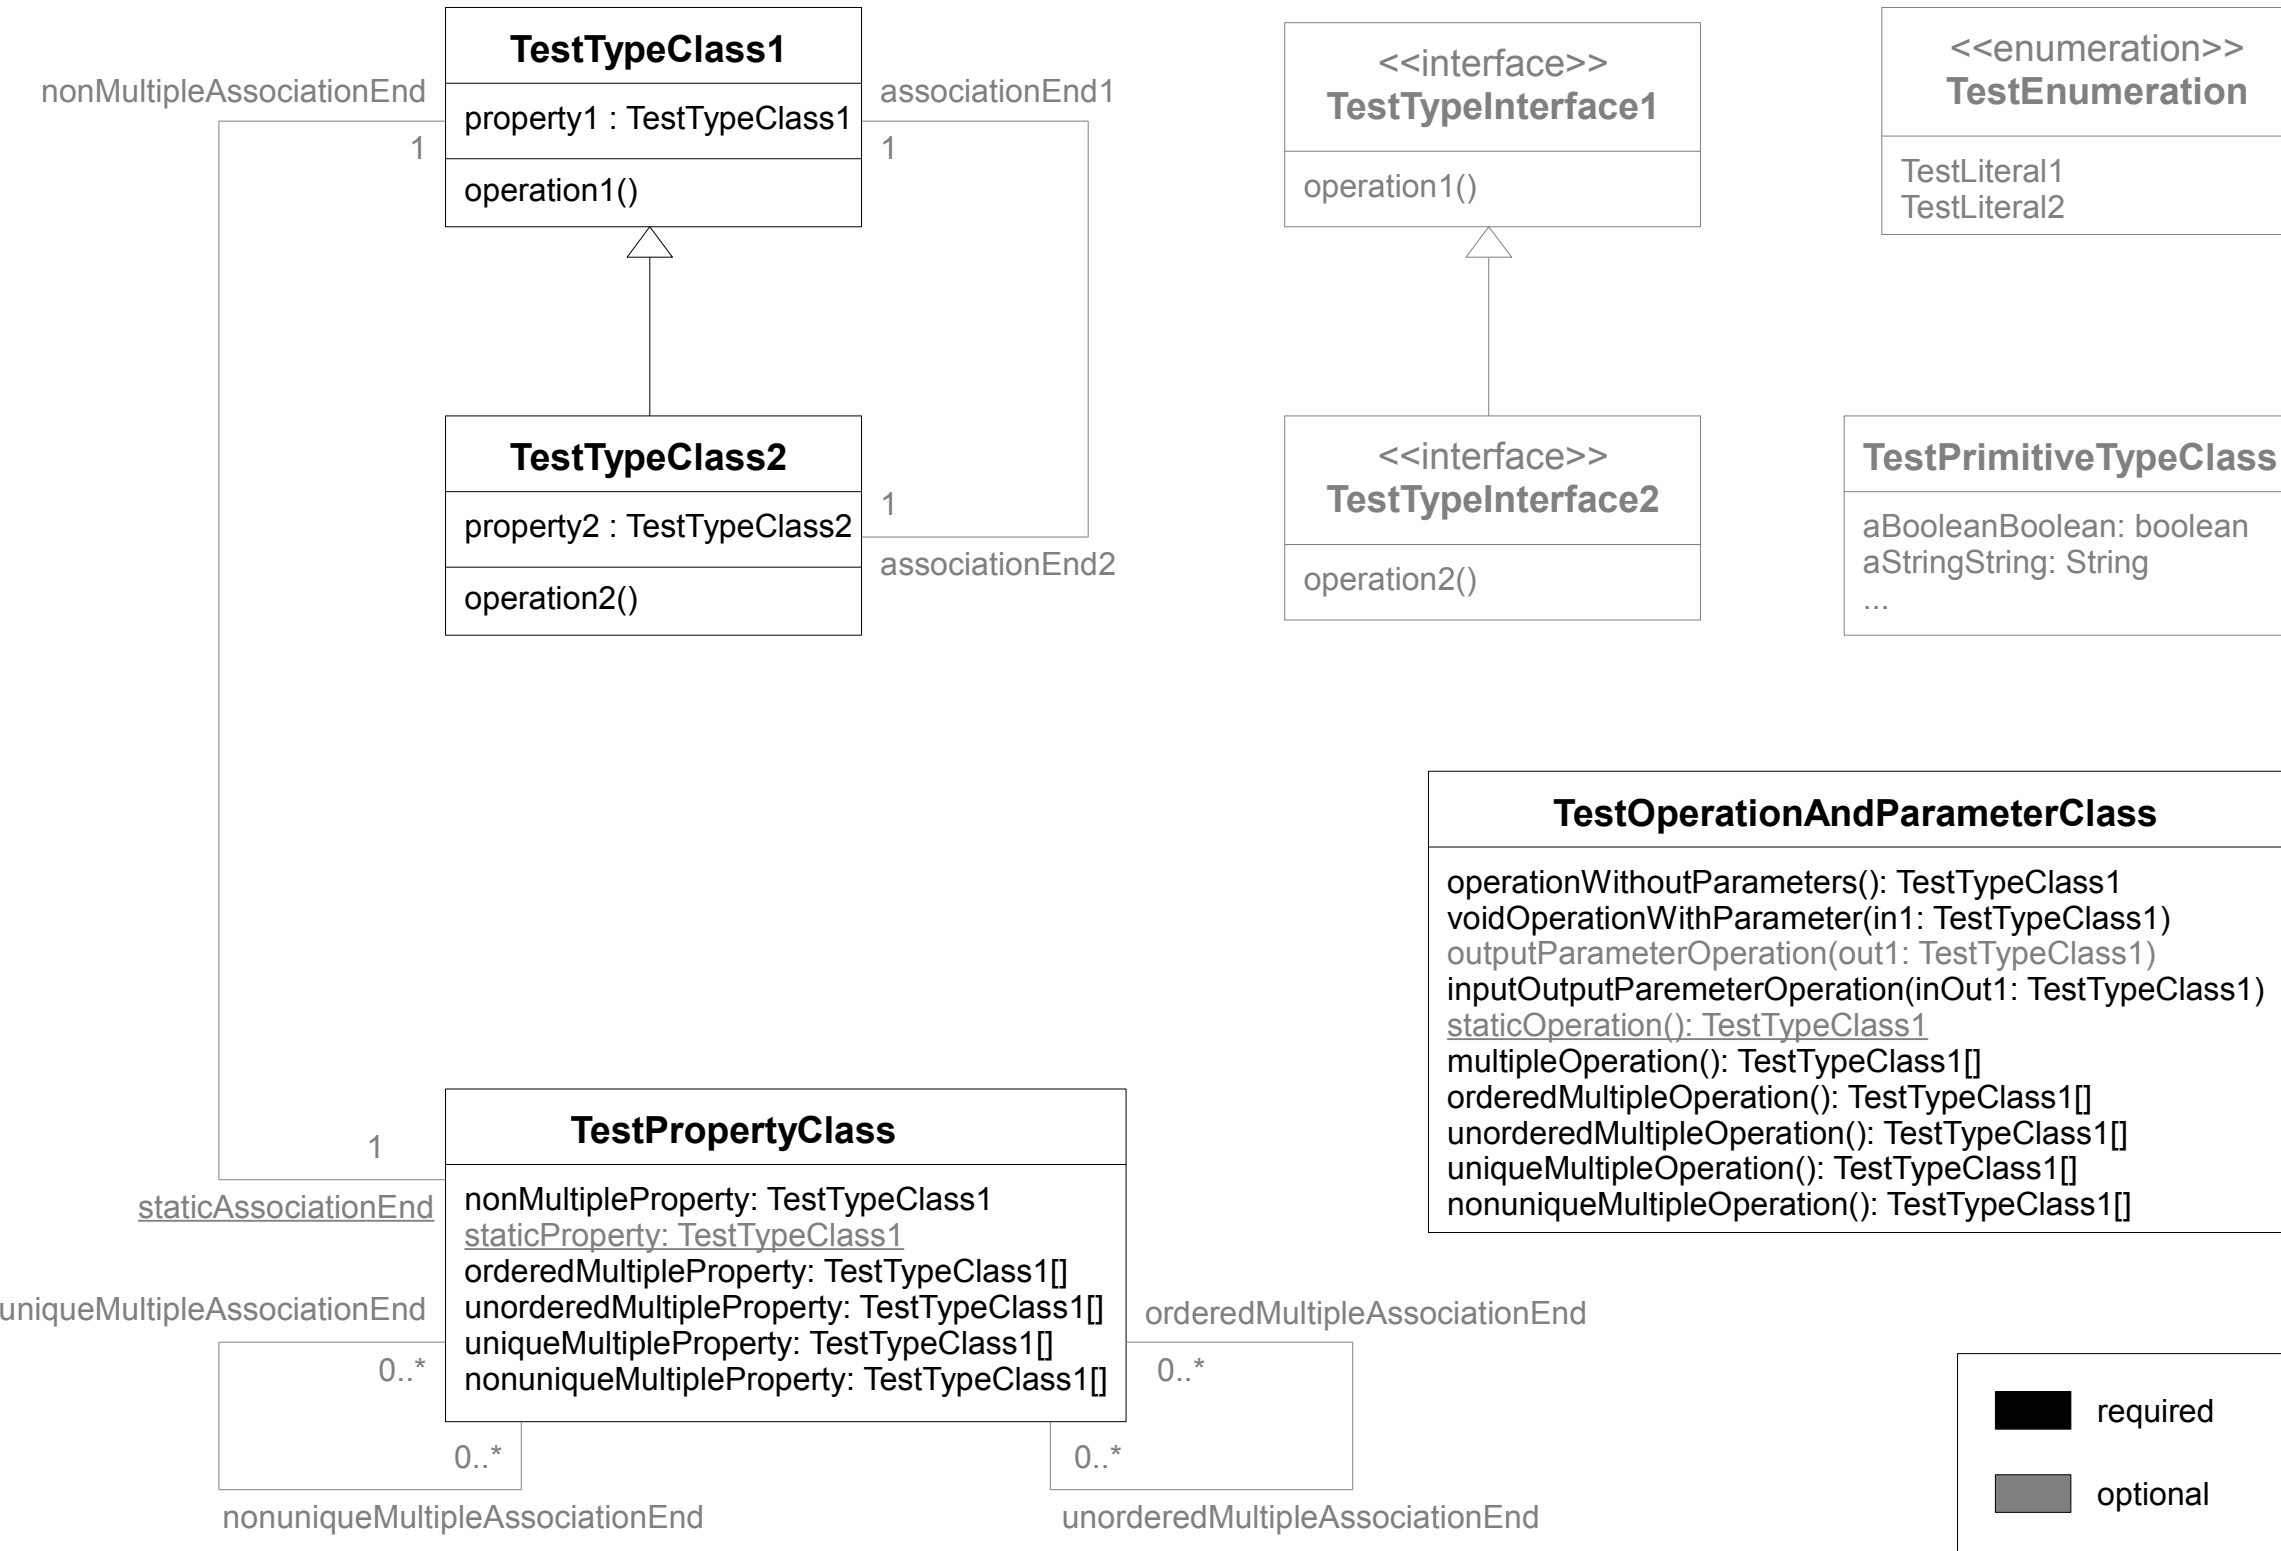 TestTypeClass1
nonMultipleAssociationEnd
1
property1 : TestTypeClass1
operation1()
associationEnd1
1
<<interface>>
TestTypeInterface1
operation1()
<<enumeration>>
TestEnumeration
TestLiteral1
TestLiteral2
TestTypeClass2
property2 : TestTypeClass2
operation2()
1
associationEnd2
<<interface>>
TestTypeInterface2
operation2()
TestPrimitiveTypeClass
aBooleanBoolean: boolean
aStringString: String
...
TestOperationAndParameterClass
operationWithoutParameters(): TestTypeClass1
voidOperationWithParameter(in1: TestTypeClass1)
outputParameterOperation(out1: TestTypeClass1)
inputOutputParemeterOperation(inOut1: TestTypeClass1)
staticOperation(): TestTypeClass1
multipleOperation(): TestTypeClass1[]
orderedMultipleOperation(): TestTypeClass1[]
unorderedMultipleOperation(): TestTypeClass1[]
uniqueMultipleOperation(): TestTypeClass1[]
nonuniqueMultipleOperation(): TestTypeClass1[]
1
staticAssociationEnd
TestPropertyClass
nonMultipleProperty: TestTypeClass1
staticProperty: TestTypeClass1
orderedMultipleProperty: TestTypeClass1[]
unorderedMultipleProperty: TestTypeClass1[]
uniqueMultipleProperty: TestTypeClass1[]
nonuniqueMultipleProperty: TestTypeClass1[]
uniqueMultipleAssociationEnd
0..*
0..*
nonuniqueMultipleAssociationEnd
orderedMultipleAssociationEnd
0..*
0..*
unorderedMultipleAssociationEnd
required
optional